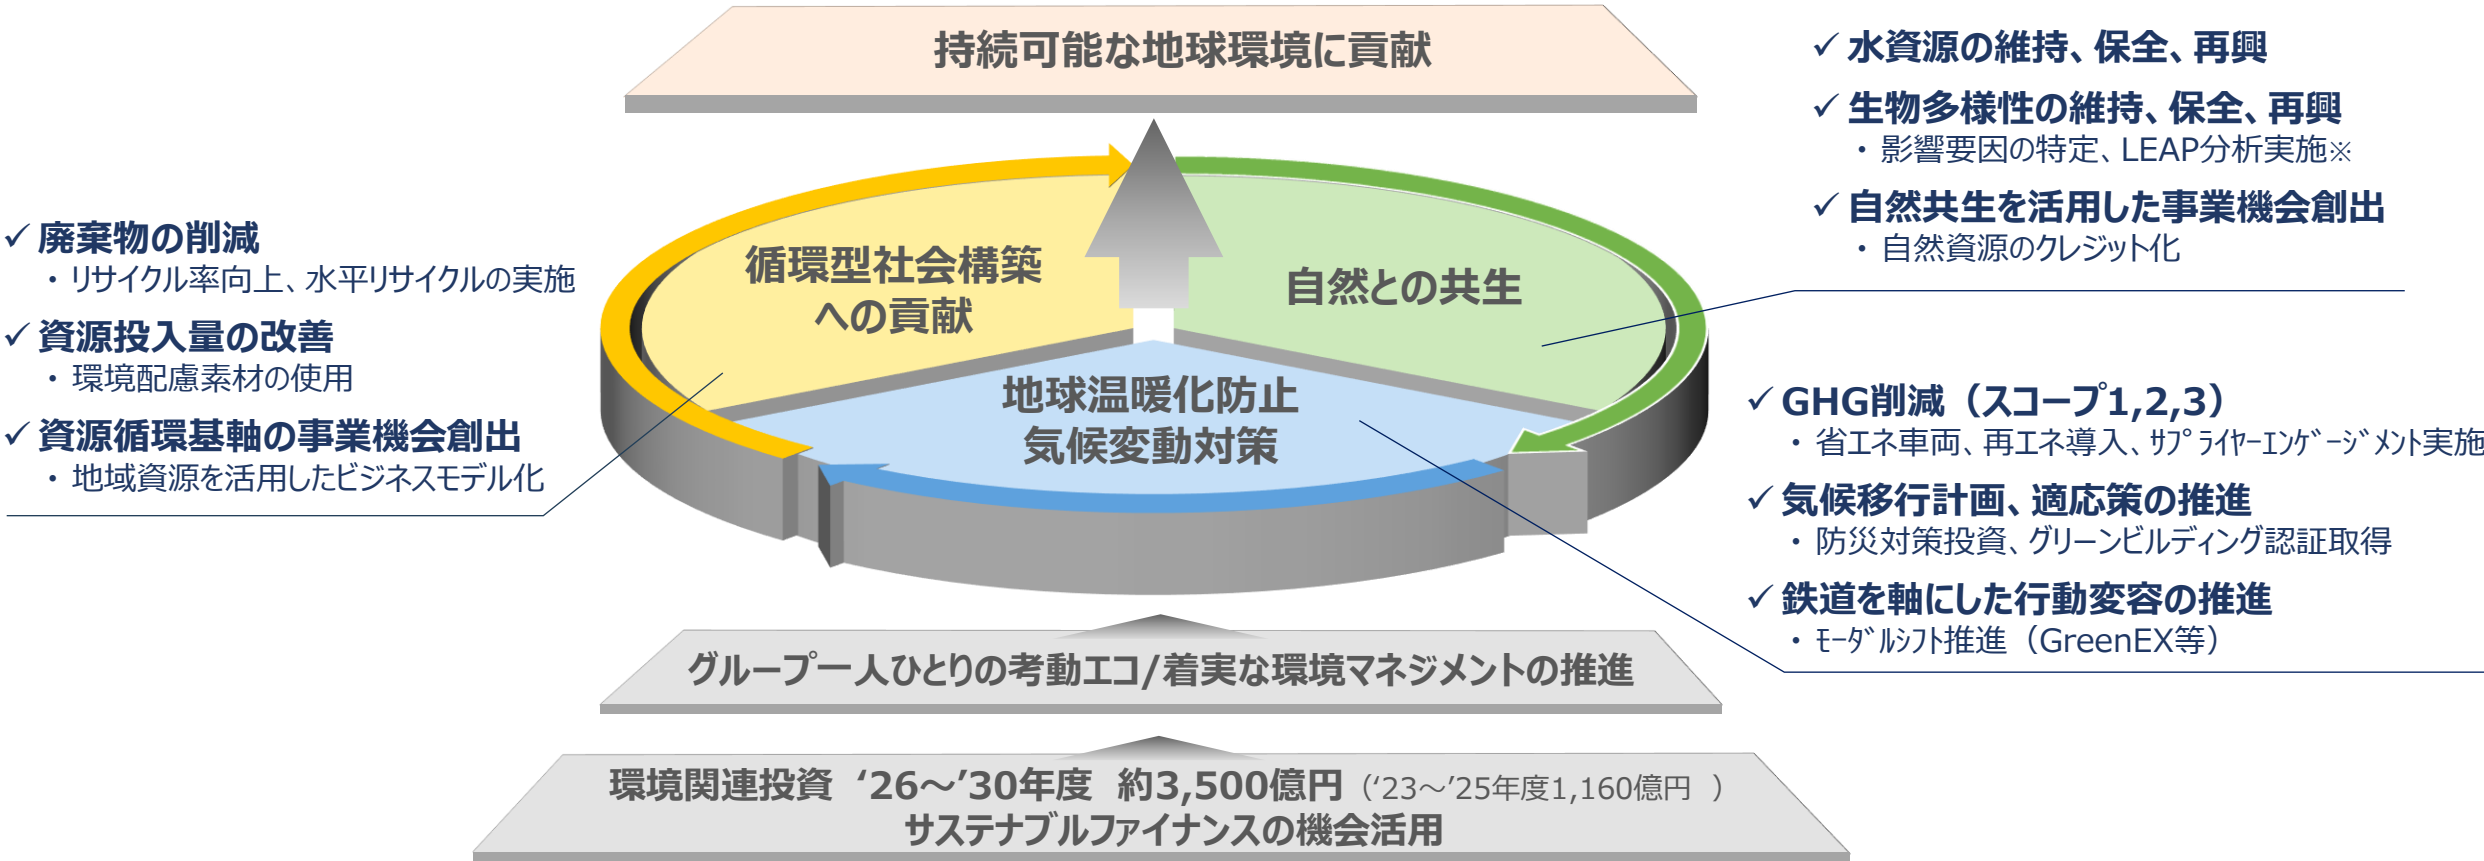 持続可能な地球環境に貢献
✓ 水資源の維持、保全、再興
✓ 生物多様性の維持、保全、再興
・影響要因の特定、LEAP分析実施※
✓ 自然共生を活用した事業機会創出
・自然資源のクレジット化
✓ 廃棄物の削減
・リサイクル率向上、水平リサイクルの実施
✓ 資源投入量の改善
・環境配慮素材の使用
✓ 資源循環基軸の事業機会創出
・地域資源を活用したビジネスモデル化
循環型社会構築
への貢献
自然との共生
地球温暖化防止
気候変動対策
✓ GHG削減（スコープ1,2,3）
・省エネ車両、再エネ導入、ｻﾌﾟﾗｲﾔｰｴﾝｹﾞｰｼﾞﾒﾝﾄ実施
✓ 気候移行計画、適応策の推進
・防災対策投資、グリーンビルディング認証取得
✓ 鉄道を軸にした行動変容の推進
・ﾓｰﾀﾞﾙｼﾌﾄ推進（GreenEX等）
グループ一人ひとりの考動エコ/着実な環境マネジメントの推進
環境関連投資 ‘26～’30年度 約3,500億円（‘23～’25年度1,160億円 ）
サステナブルファイナンスの機会活用